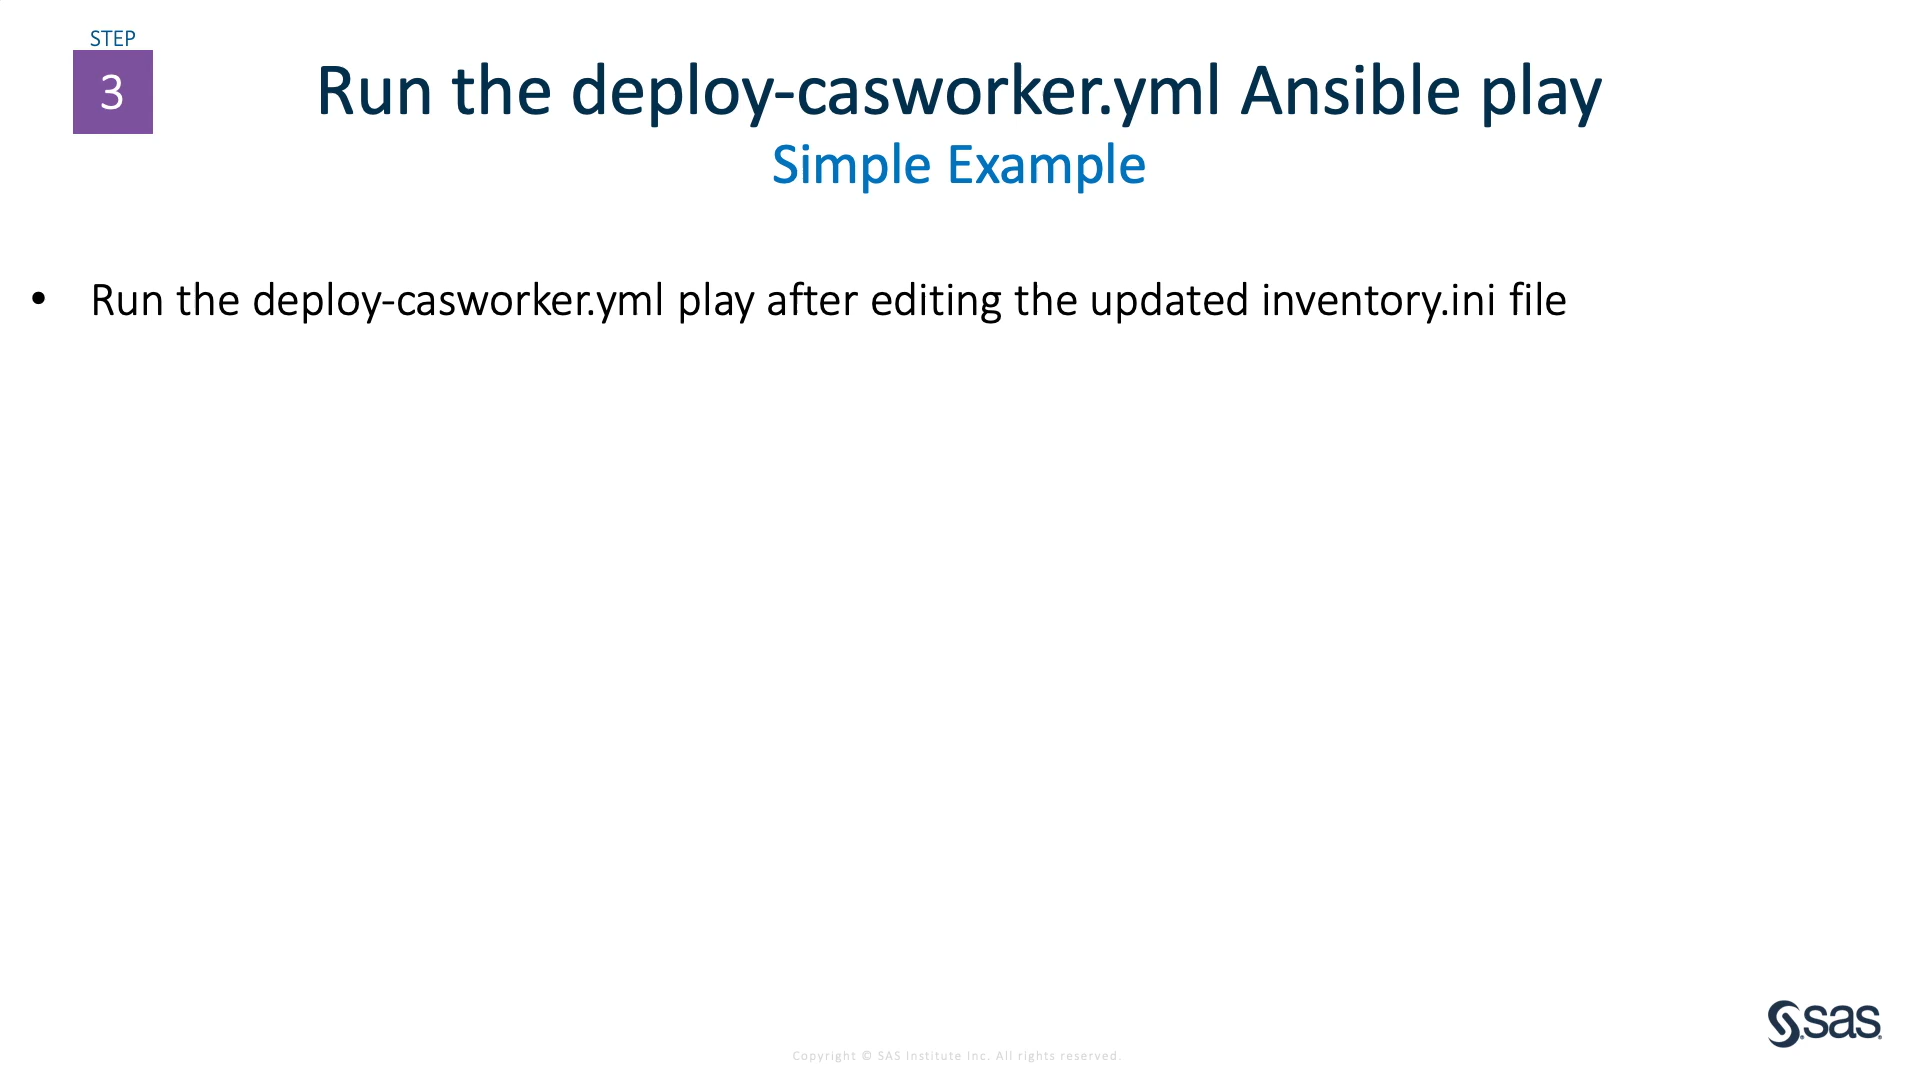 STEP
3
Run the deploy-casworker.yml Ansible play
Simple Example
• Run the deploy-casworker.yml play after editing the updated inventory.ini file
sas
Copyright © SAS Institute Inc. All rights reserved.